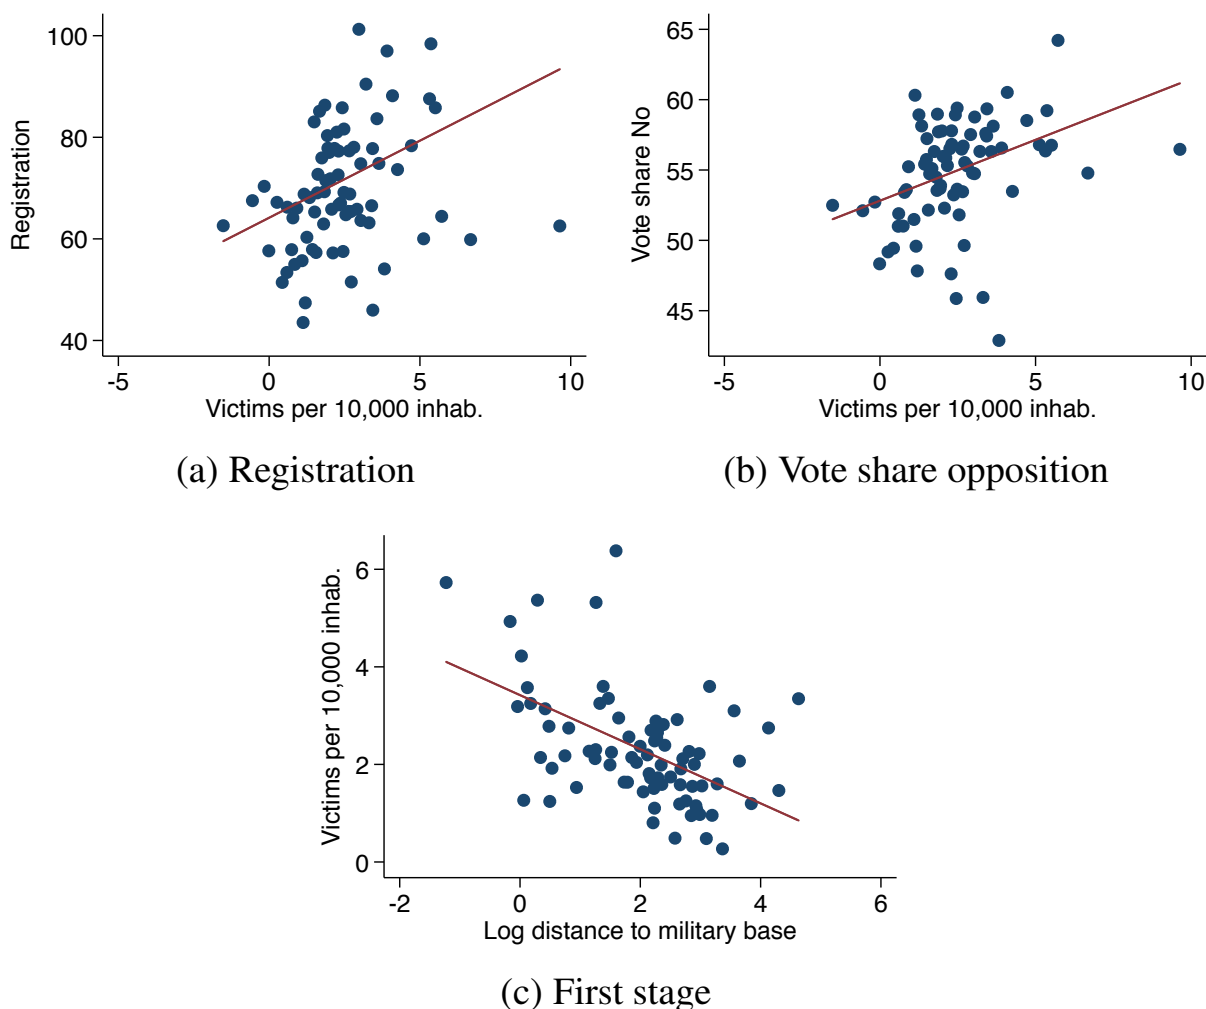 Registration
100
80
60
40
-5 0 5 10
Victims per 10,000 inhab.
(a) Registration
Vote share No
65
60
55
50
45
-5 0 5 10
Victims per 10,000 inhab.
(b) Vote share opposition
Victims per 10,000 inhab.
6
4
2
0
-2 0 2 4 6
Log distance to military base
(c) First stage